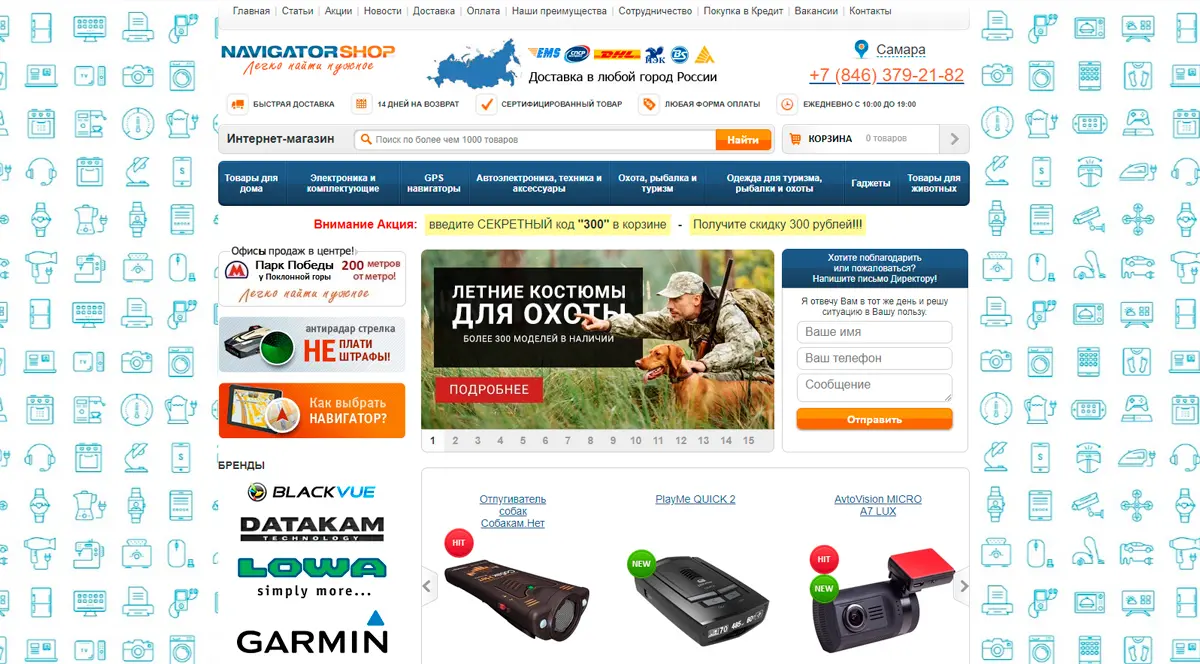 Главная | Статьи | Акции | Новости | Доставка | Оплата | Наши преимущества | Сотрудничество | Покупка в Кредит | Вакансии | Контакты
NAVIGATORSHOP
Легко найти нужное
EMS
DHL
Доставка в любой город России
Самара
+7 (846) 379-21-82
БЫСТРАЯ ДОСТАВКА
14 ДНЕЙ НА ВОЗВРАТ
СЕРТИФИЦИРОВАННЫЙ ТОВАР
ЛЮБАЯ ФОРМА ОПЛАТЫ
ЕЖЕДНЕВНО С 10:00 ДО 19:00
Интернет-магазин
Поиск по более чем 1000 товаров
Найти
КОРЗИНА 0 товаров
Товары для
дома
Электроника и
комплектующие
GPS
навигаторы
Автоэлектроника, техника и
аксессуары
Охота, рыбалка и
туризм
Одежда для туризма,
рыбалки и охоты
Гаджеты
Товары для
животных
Внимание Акция: введите СЕКРЕТНЫЙ код "300" в корзине - Получите скидку 300 рублей!!!
Офисы продаж в центре!
Парк Победы
у Поклонной горы
200 метров
от метро!
Легко найти нужное
антирадар стрелка
НЕ ПЛАТИ
ШТРАФЫ!
Как выбрать
НАВИГАТОР?
БРЕНДЫ
BLACKVUE
DATAKAM
TECHNOLOGY
LOWA
simply more...
GARMIN
ЛЕТНИЕ КОСТЮМЫ
ДЛЯ ОХОТЫ
БОЛЕЕ 300 МОДЕЛЕЙ В НАЛИЧИИ
ПОДРОБНЕЕ
1 2 3 4 5 6 7 8 9 10 11 12 13 14 15
Хотите поблагодарить
или пожаловаться?
Напишите письмо Директору!
Я отвечу Вам в тот же день и решу
ситуацию в Вашу пользу.
Ваше имя
Ваш телефон
Сообщение
Отправить
Отпугиватель
собак
Собакам.Нет
HIT
PlayMe QUICK 2
NEW
AvtoVision MICRO
A7 LUX
HIT
NEW